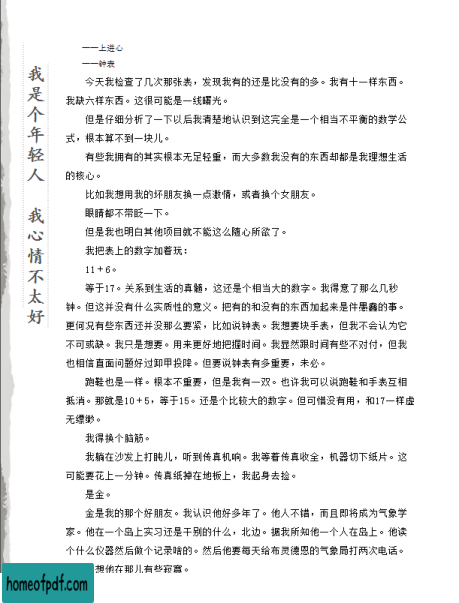 我是个年轻人 我心情不太好
——上进心
——钟表
今天我检查了几次那张表，发现我有的还是比没有的多。我有十一样东西。
我缺六样东西。这很可能是一线曙光。
但是仔细分析了一下以后我清楚地认识到这完全是一个相当不平衡的数学公
式，根本算不到一块儿。
有些我拥有的其实根本无足轻重，而大多数我没有的东西却都是我理想生活
的核心。
比如我想用我的坏朋友换一点激情，或者换个女朋友。
眼睛都不带眨一下。
但是我也明白其他项目就不能这么随心所欲了。
我把表上的数字加着玩：
11＋6。
等于17。关系到生活的真髓，这还是个相当大的数字。我得意了那么几秒
钟。但这并没有什么实质性的意义。把有的和没有的东西加起来是件愚蠢的事。
更何况有些东西还并没那么要紧，比如说钟表。我想要块手表，但我不会认为它
不可或缺。我只是想要。用来更好地把握时间。我显然跟时间有些不对付，但我
也相信直面问题好过卸甲投降。但要说钟表有多重要，未必。
跑鞋也是一样。根本不重要，但是我有一双。也许我可以说跑鞋和手表互相
抵消。那就是10＋5，等于15。还是个比较大的数字。但可惜没有用，和17一样虚
无缥缈。
我得换个脑筋。
我躺在沙发上打盹儿，听到传真机响。我等着传真收全，机器切下纸片。这
可能要花上一分钟。传真纸掉在地板上，我起身去捡。
是金。
金是我的那个好朋友。我认识他好多年了。他人不错，而且即将成为气象学
家。他在一个岛上实习还是干别的什么，北边。据我所知他一个人在岛上。他读
个什么仪器然后做个记录啥的。然后他要每天给布灵德恩的气象局打两次电话。
想他在那儿有些寂寞。
homeofpdf.com